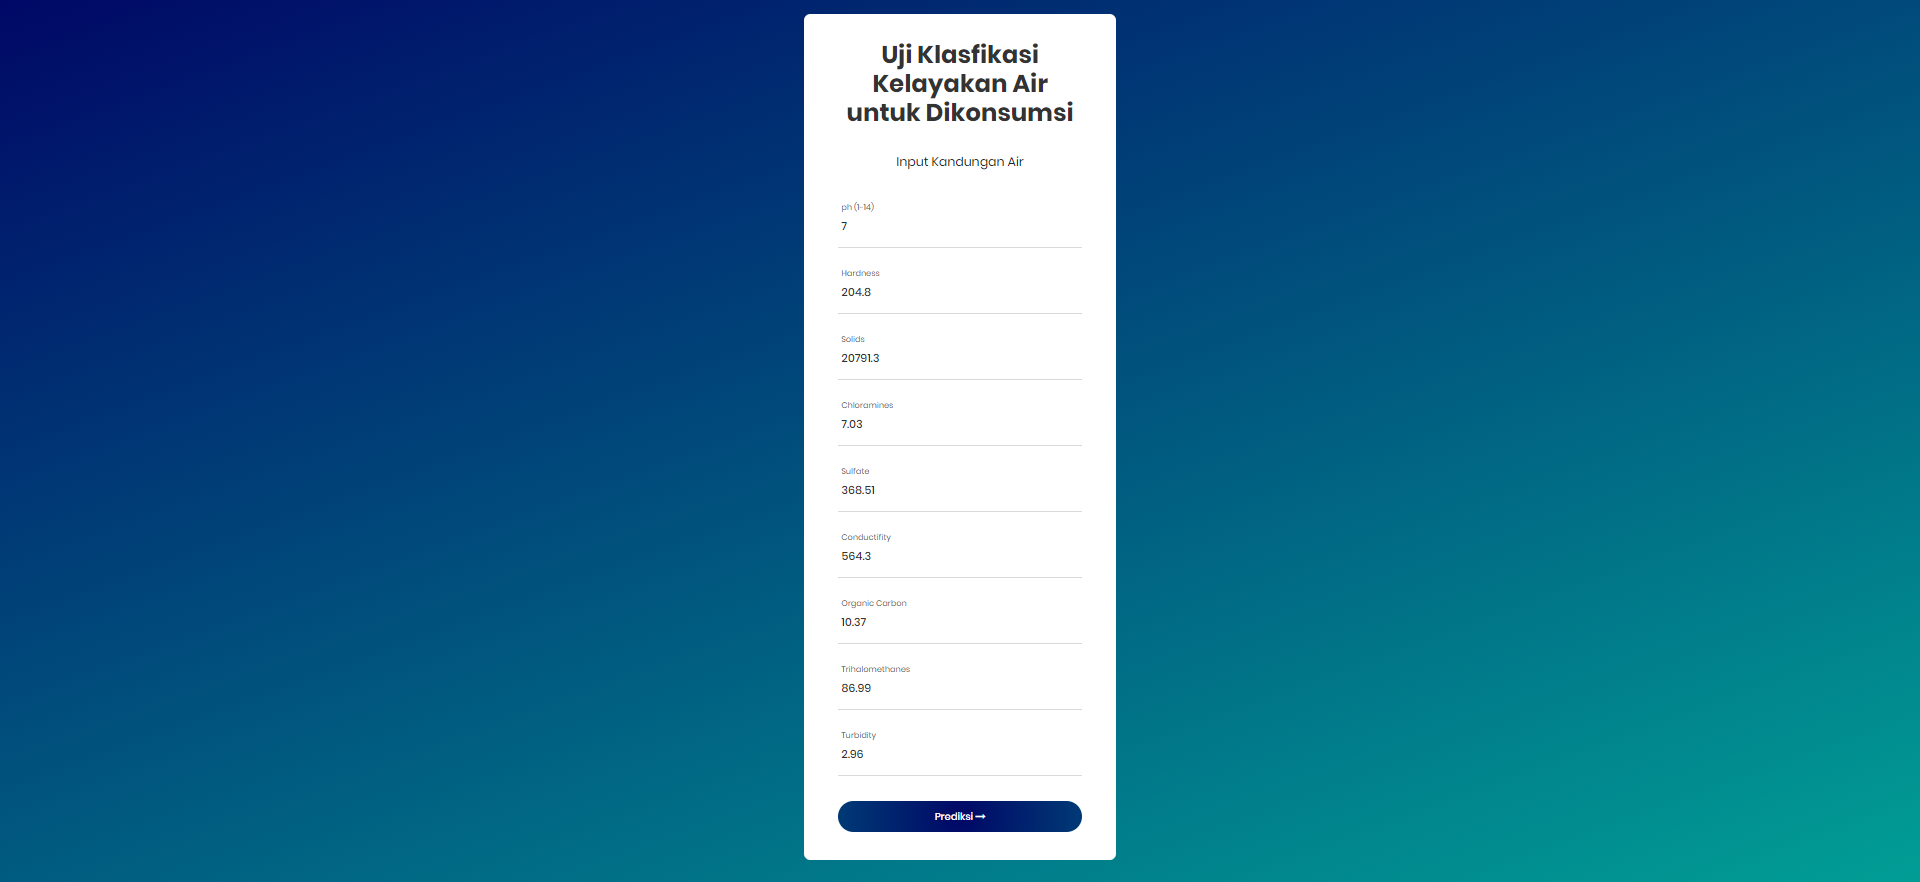 Uji Klasfikasi
Kelayakan Air
untuk Dikonsumsi
Input Kandungan Air
ph (1-14)
7
Hardness
204.8
Solids
20791.3
Chloramines
7.03
Sulfate
368.51
Conductifity
564.3
Organic Carbon
10.37
Trihalomethanes
86.99
Turbidity
2.96
Prediksi →